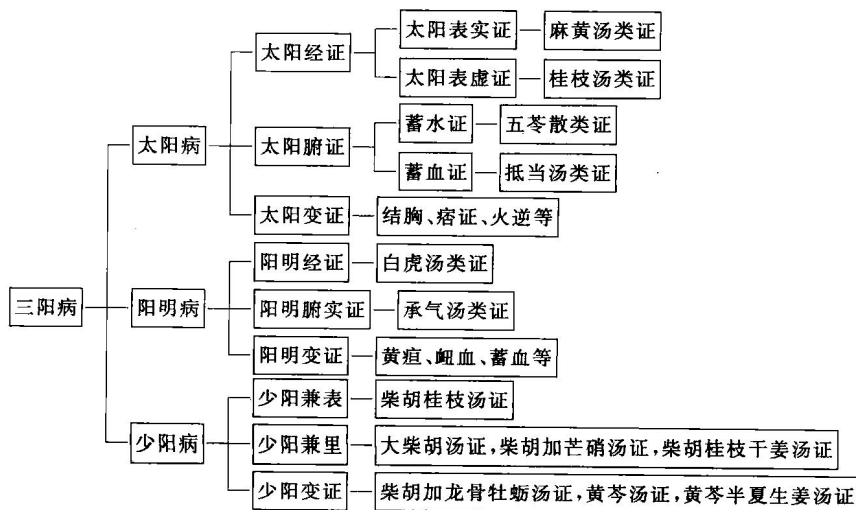 太阳表实证 麻黄汤类证
太阳经证
太阳表虚证 桂枝汤类证
蓄水证 五苓散类证
太阳病 太阳腑证
蓄血证 抵当汤类证
太阳变证 结胸、痞证、火逆等
阳明经证 白虎汤类证
三阳病 阳明病 阳明腑实证 承气汤类证
阳明变证 黄疸、衄血、蓄血等
少阳兼表 柴胡桂枝汤证
少阳病 少阳兼里 大柴胡汤证,柴胡加芒硝汤证,柴胡桂枝干姜汤证
少阳变证 柴胡加龙骨牡蛎汤证,黄芩汤证,黄芩半夏生姜汤证